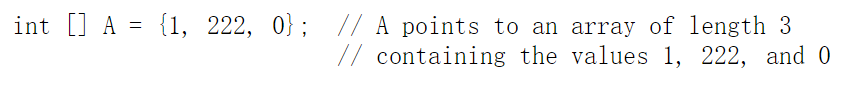 int [] A = {1, 222, 0};  // A points to an array of length 3
// containing the values 1, 222, and 0